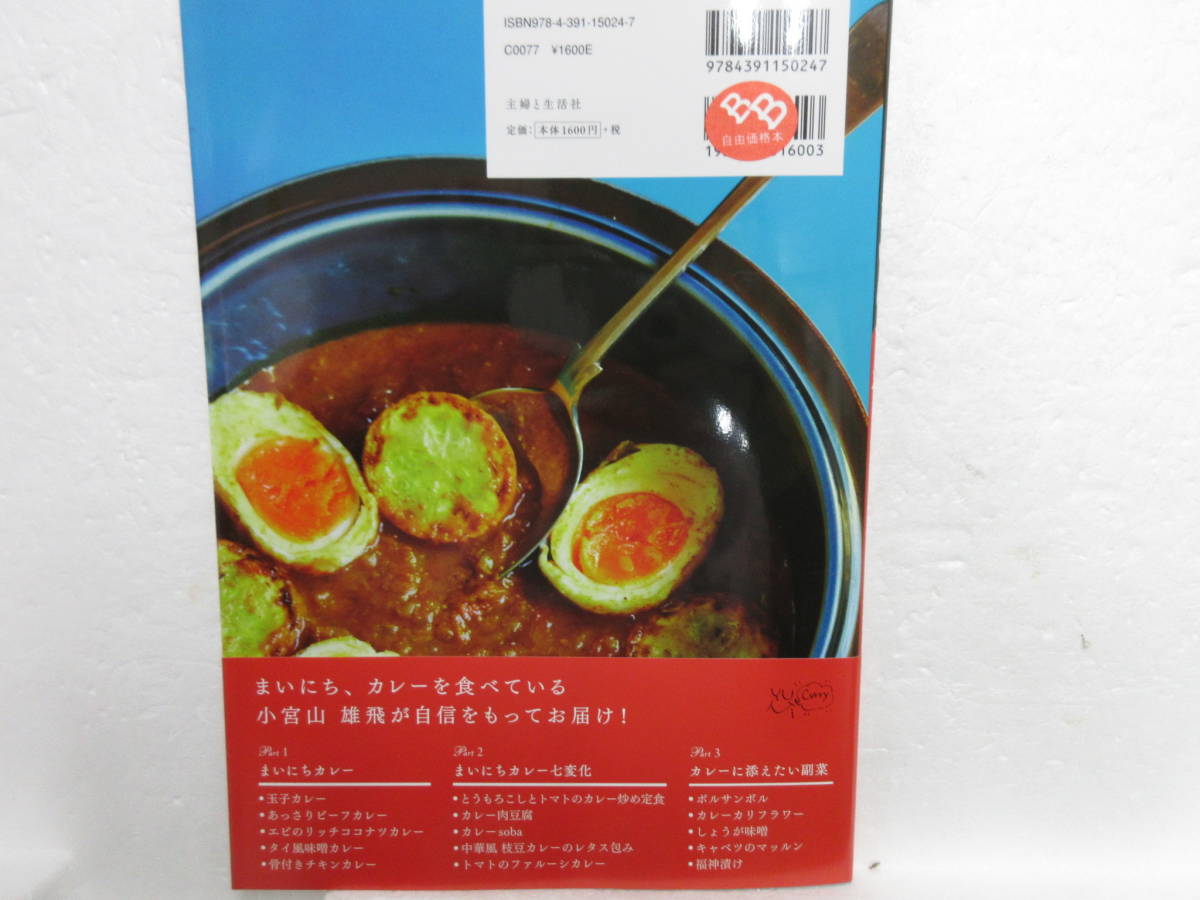 ISBN978-4-391-15024-7
C0077 ¥1600E
9784391150247
主婦と生活社
定価：本体1600円＋税
BB
自由価格本
16003
まいにち、カレーを食べている
小宮山 雄飛が自信をもってお届け！
YU
Curry
Part 1
まいにちカレー
•玉子カレー
•あっさりビーフカレー
•エビのリッチココナツカレー
•タイ風味噌カレー
•骨付きチキンカレー
Part 2
まいにちカレー七変化
•とうもろこしとトマトのカレー炒め定食
•カレー肉豆腐
•カレーsoba
•中華風 枝豆カレーのレタス包み
•トマトのファルーシカレー
Part 3
カレーに添えたい副菜
•ポルサンボル
•カレーカリフラワー
•しょうが味噌
•キャベツのマッルン
•福神漬け